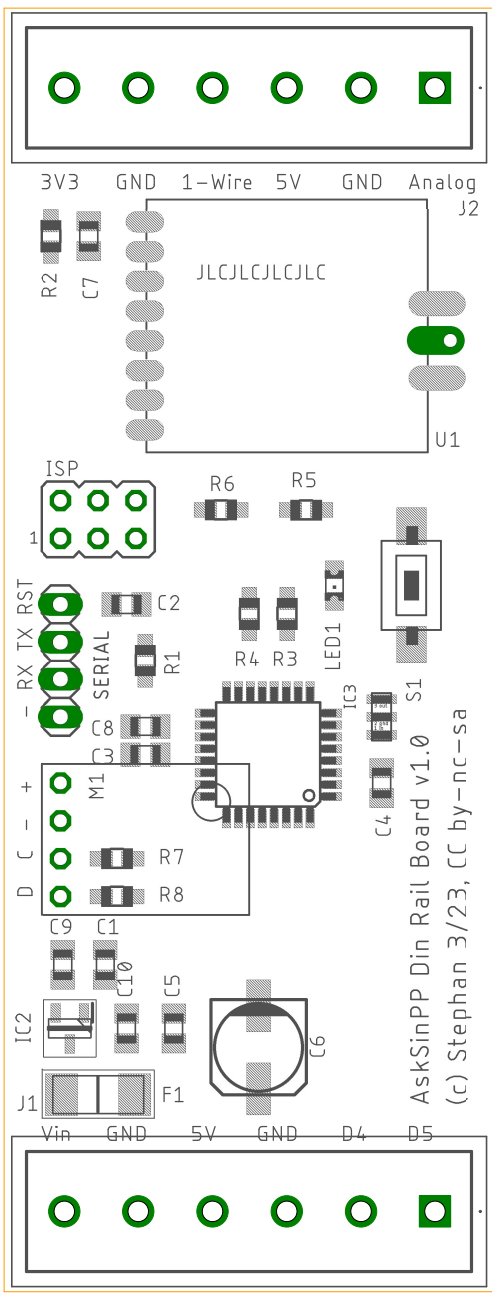 3V3 GND 1-Wire 5V GND Analog
J2
R2
C7
JLCJLCJLCJLC
U1
ISP
1
R6
R5
RST
TX
RX
-
SERIAL
C2
R1
R4
R3
LED1
S1
IC3
C8
C3
M1
+
-
C
D
R7
R8
C4
C9
C1
C10
C5
IC2
C6
J1
F1
AskSinPP Din Rail Board v1.0
(c) Stephan 3/23, CC by-nc-sa
Vin GND 5V GND D4 D5